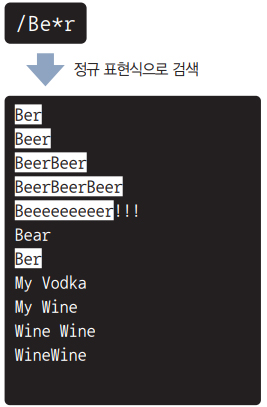 /Be*r
정규 표현식으로 검색
Ber
Beer
BeerBeer
BeerBeerBeer
Beeeeeeeeer!!!
Bear
Ber
My Vodka
My Wine
Wine Wine
WineWine